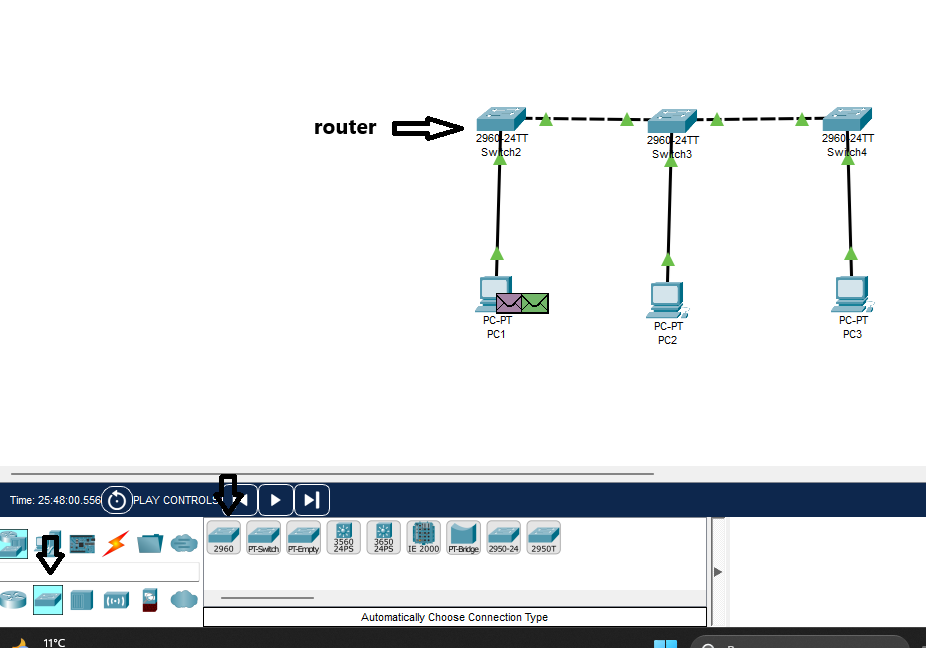 router
2960-24TT
Switch2
2960-24TT
Switch3
2960-24TT
Switch4
PC-PT
PC1
PC-PT
PC2
PC-PT
PC3
Time: 25:48:00.556
PLAY CONTROLS
2960
PT-Switch
PT-Empty
3560
24PS
3650
24PS
IE 2000
PT-Bridge
2950-24
2950T
Automatically Choose Connection Type
11°C